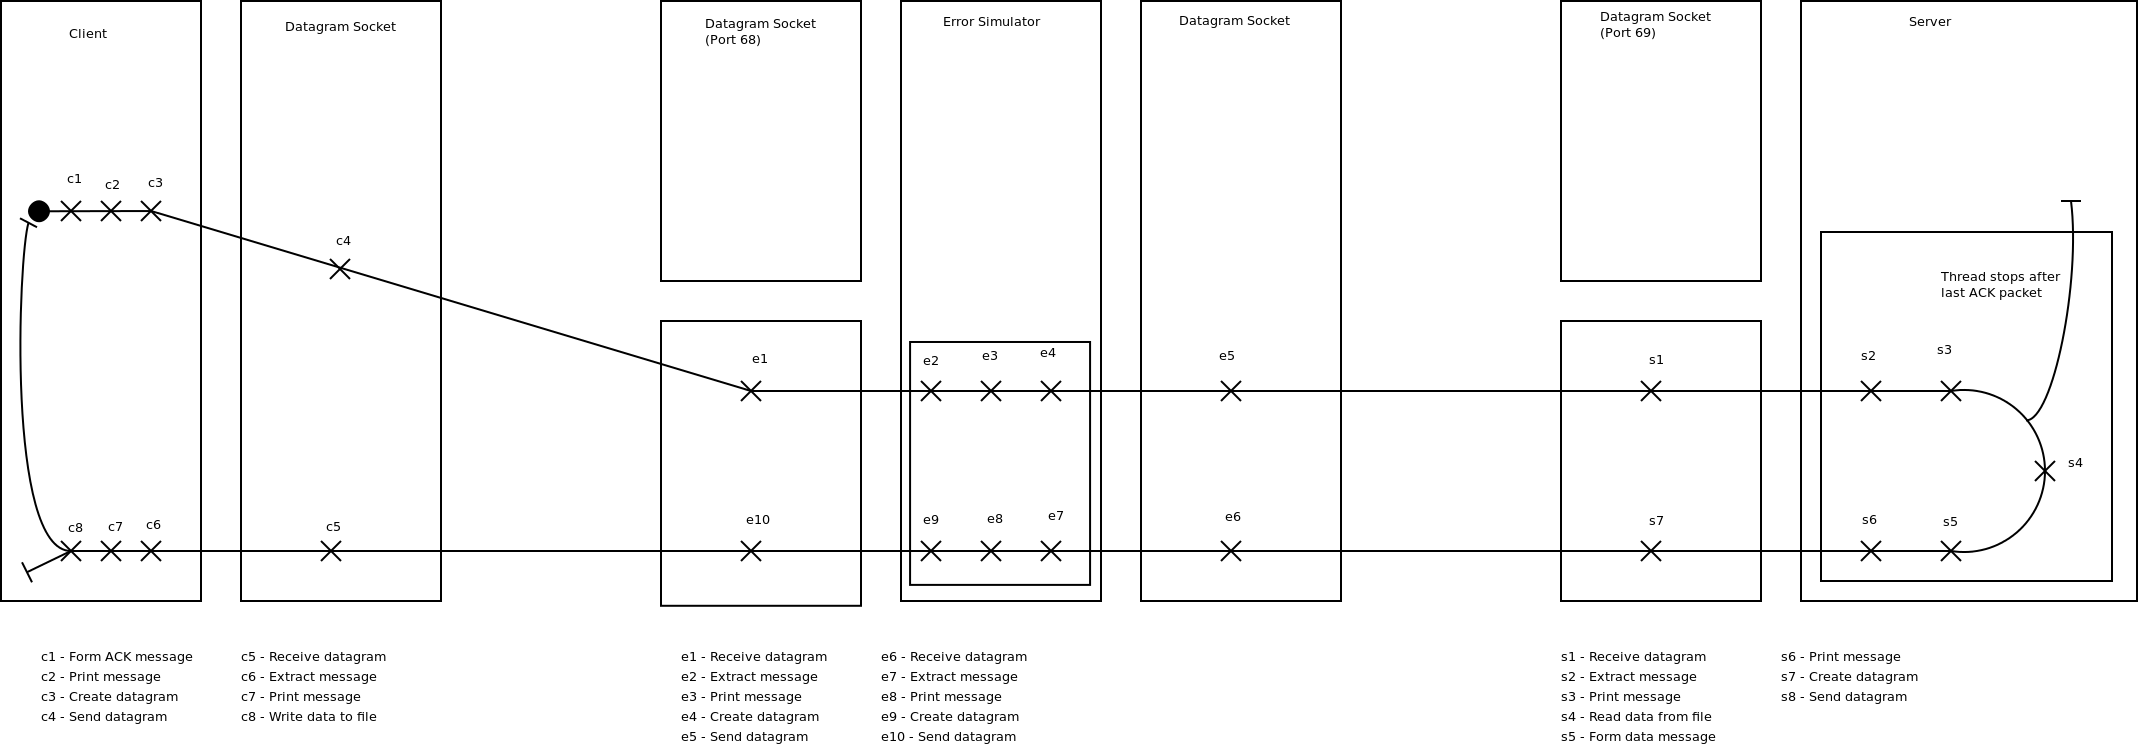 Client
Datagram Socket
Datagram Socket
(Port 68)
Error Simulator
Datagram Socket
Datagram Socket
(Port 69)
Server
c1
c2
c3
c4
Thread stops after
last ACK packet
e1
e2
e3
e4
e5
s1
s2
s3
s4
c8
c7
c6
c5
e10
e9
e8
e7
e6
s7
s6
s5
c1 - Form ACK message
c2 - Print message
c3 - Create datagram
c4 - Send datagram
c5 - Receive datagram
c6 - Extract message
c7 - Print message
c8 - Write data to file
e1 - Receive datagram
e2 - Extract message
e3 - Print message
e4 - Create datagram
e5 - Send datagram
e6 - Receive datagram
e7 - Extract message
e8 - Print message
e9 - Create datagram
e10 - Send datagram
s1 - Receive datagram
s2 - Extract message
s3 - Print message
s4 - Read data from file
s5 - Form data message
s6 - Print message
s7 - Create datagram
s8 - Send datagram